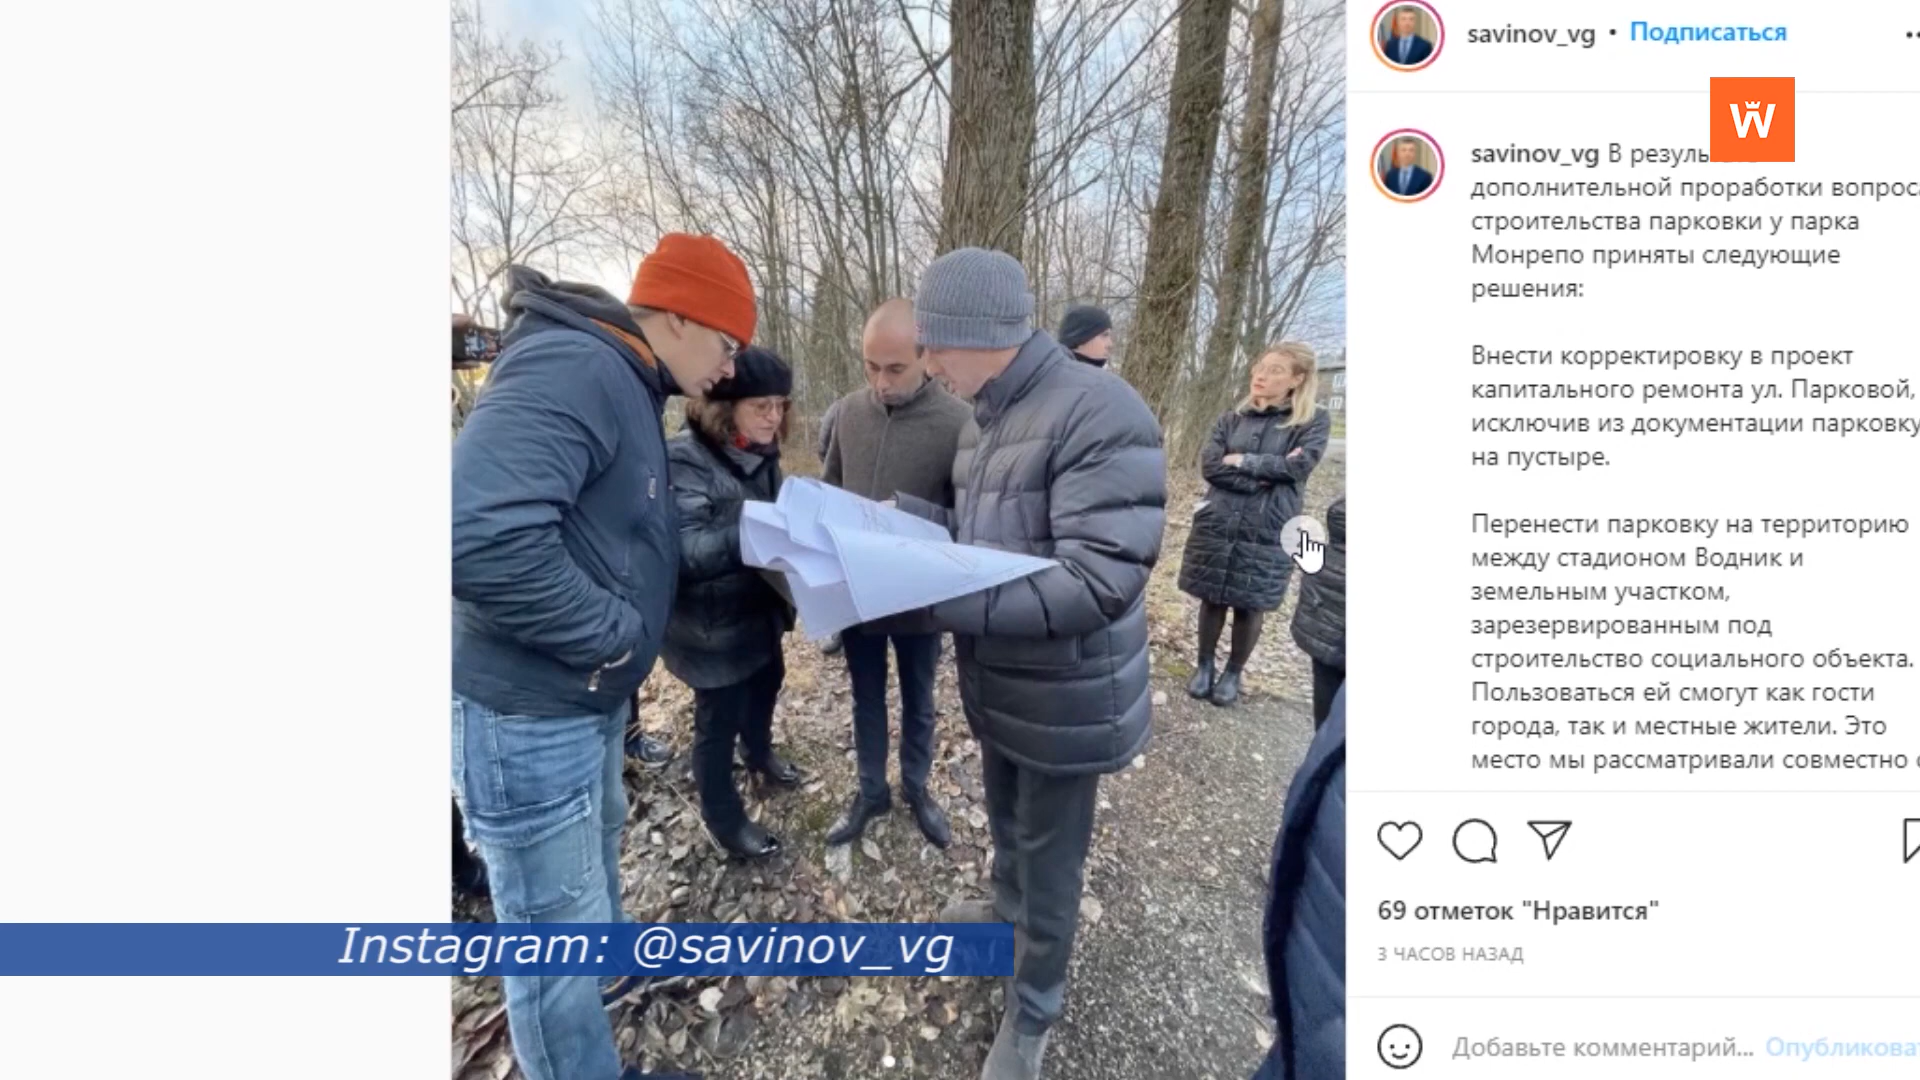 savinov_vg • Подписаться
W
savinov_vg В
дополнительной проработки
строительства парковки у парка
Монрепо приняты следующие
решения:
Внести корректировку в проект
капитального ремонта ул. Парковой,
исключив из документации парковку
на пустыре.
Перенести парковку на территорию
между стадионом Водник и
земельным участком,
зарезервированным под
строительство социального объекта.
Пользоваться ей смогут как гости
города, так и местные жители. Это
место мы рассматривали совместно
69 отметок "Нравится"
3 ЧАСОВ НАЗАД
Instagram: @savinov_vg
Добавьте комментарий...